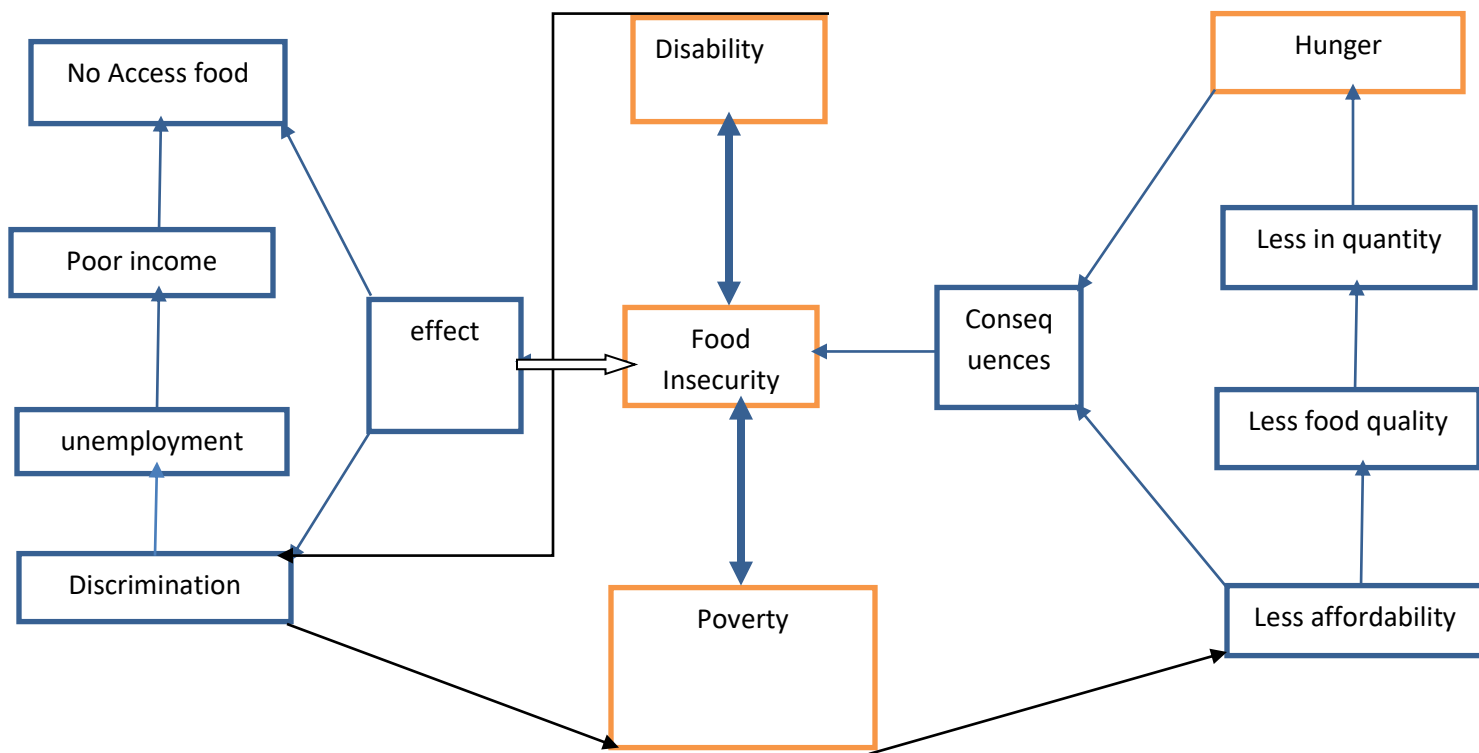 No Access food
Poor income
unemployment
Discrimination
effect
Disability
Food
Insecurity
Poverty
Conseq
uences
Hunger
Less in quantity
Less food quality
Less affordability